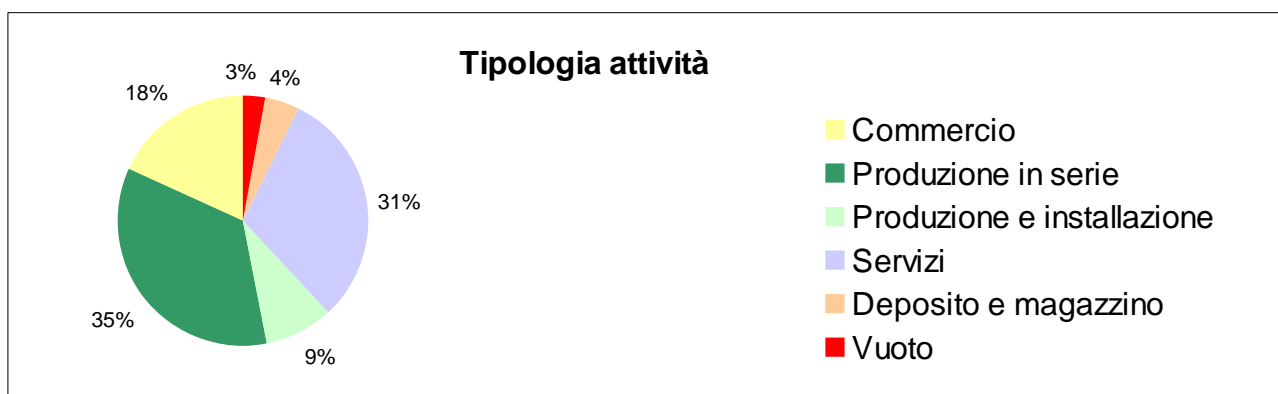 Tipologia attività
3%
4%
18%
31%
35%
9%
Commercio
Produzione in serie
Produzione e installazione
Servizi
Deposito e magazzino
Vuoto